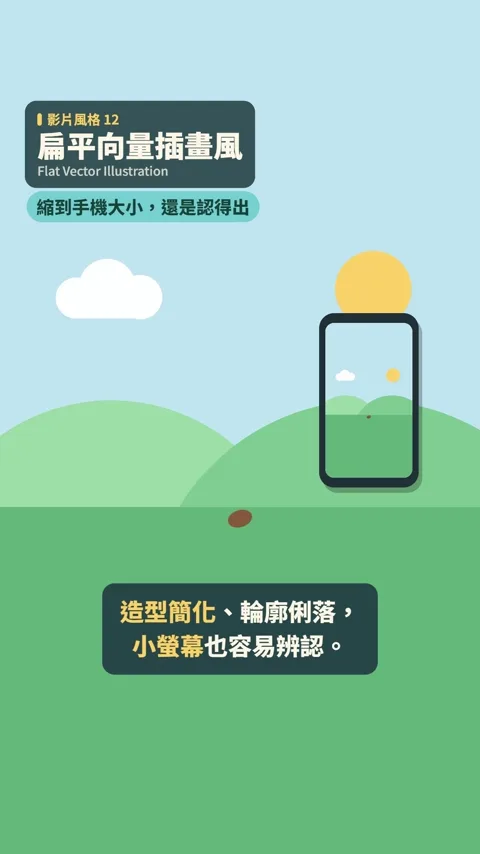 影片風格 12
扁平向量插畫風
Flat Vector Illustration
縮到手機大小，還是認得出
造型簡化、輪廓俐落，
小螢幕也容易辨認。